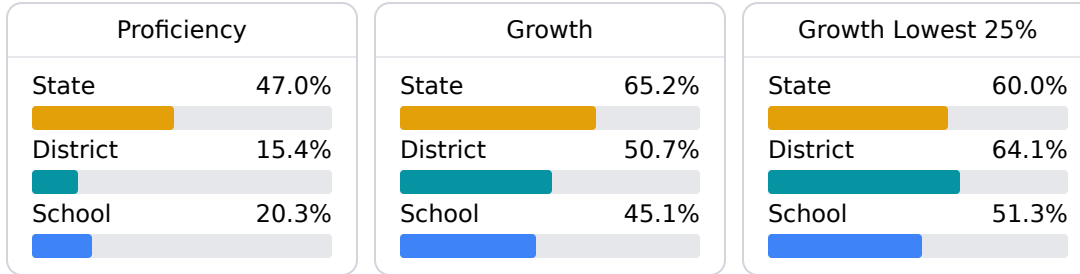 Proficiency
State 47.0%
District 15.4%
School 20.3%
Growth
State 65.2%
District 50.7%
School 45.1%
Growth Lowest 25%
State 60.0%
District 64.1%
School 51.3%